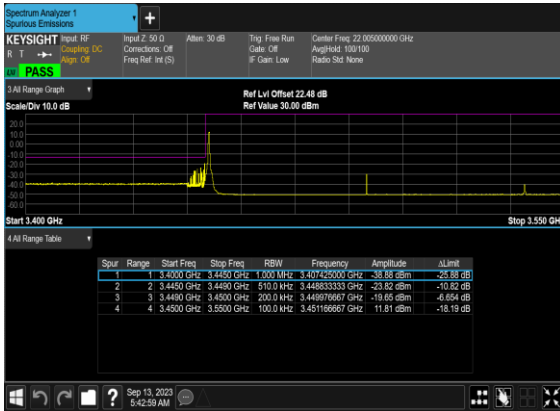 Spectrum Analyzer 1
Spurious Emissions
+
KEYSIGHT Input: RF Input Z: 50 Ω Atten: 30 dB Trig: Free Run Center Freq: 22.005000000 GHz
R T Coupling: DC Corrections: Off Gate: Off Avg|Hold: 100/100
Align: Off Freq Ref: Int (S) IF Gain: Low Radio Std: None
PASS
3 All Range Graph
Ref Lvl Offset 22.48 dB
Scale/Div 10.0 dB Ref Value 30.00 dBm
20.0
10.0
0.00
-10.0
-20.0
-30.0
-40.0
-50.0
-60.0
Start 3.400 GHz Stop 3.550 GH
4 All Range Table
Spur Range Start Freq Stop Freq RBW Frequency Amplitude ΔLimit
1 1 3.4000 GHz 3.4450 GHz 1.000 MHz 3.407425000 GHz -38.88 dBm -25.88 dB
2 2 3.4450 GHz 3.4490 GHz 510.0 kHz 3.448833333 GHz -23.82 dBm -10.82 dB
3 3 3.4490 GHz 3.4500 GHz 200.0 kHz 3.449976667 GHz -19.65 dBm -6.654 dB
4 4 3.4500 GHz 3.5500 GHz 100.0 kHz 3.451166667 GHz 11.81 dBm -18.19 dB
? Sep 13, 2023
5:42:59 AM